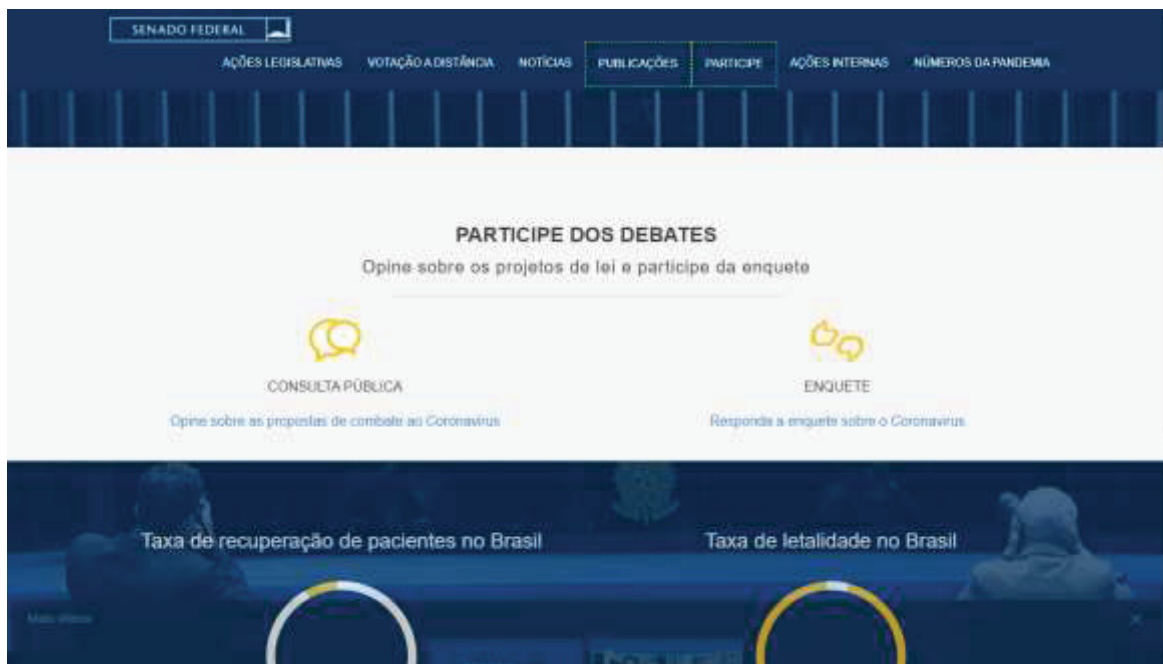 SENADO FEDERAL
AÇÕES LEGISLATIVAS VOTAÇÃO A DISTÂNCIA NOTÍCIAS PUBLICAÇÕES PARTICIPE AÇÕES INTERNAS NÚMEROS DA PANDEMIA
PARTICIPE DOS DEBATES
Opine sobre os projetos de lei e participe da enquete
CONSULTA PÚBLICA ENQUETE
Opine sobre as propostas de combate ao Coronavírus Responda a enquete sobre o Coronavírus
Taxa de recuperação de pacientes no Brasil Taxa de letalidade no Brasil